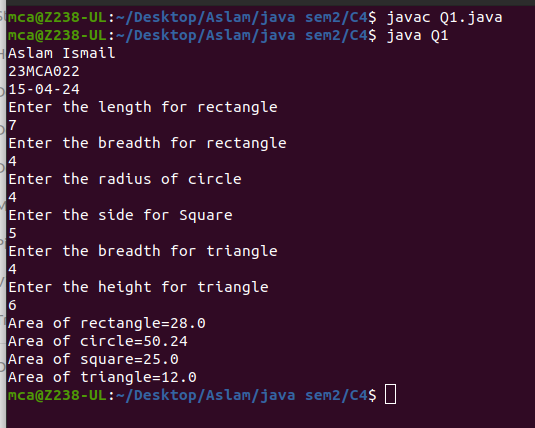 mca@Z238-UL:~/Desktop/Aslam/java sem2/C4$ javac Q1.java
mca@Z238-UL:~/Desktop/Aslam/java sem2/C4$ java Q1
Aslam Ismail
23MCA022
15-04-24
Enter the length for rectangle
7
Enter the breadth for rectangle
4
Enter the radius of circle
4
Enter the side for Square
5
Enter the breadth for triangle
4
Enter the height for triangle
6
Area of rectangle=28.0
Area of circle=50.24
Area of square=25.0
Area of triangle=12.0
mca@Z238-UL:~/Desktop/Aslam/java sem2/C4$